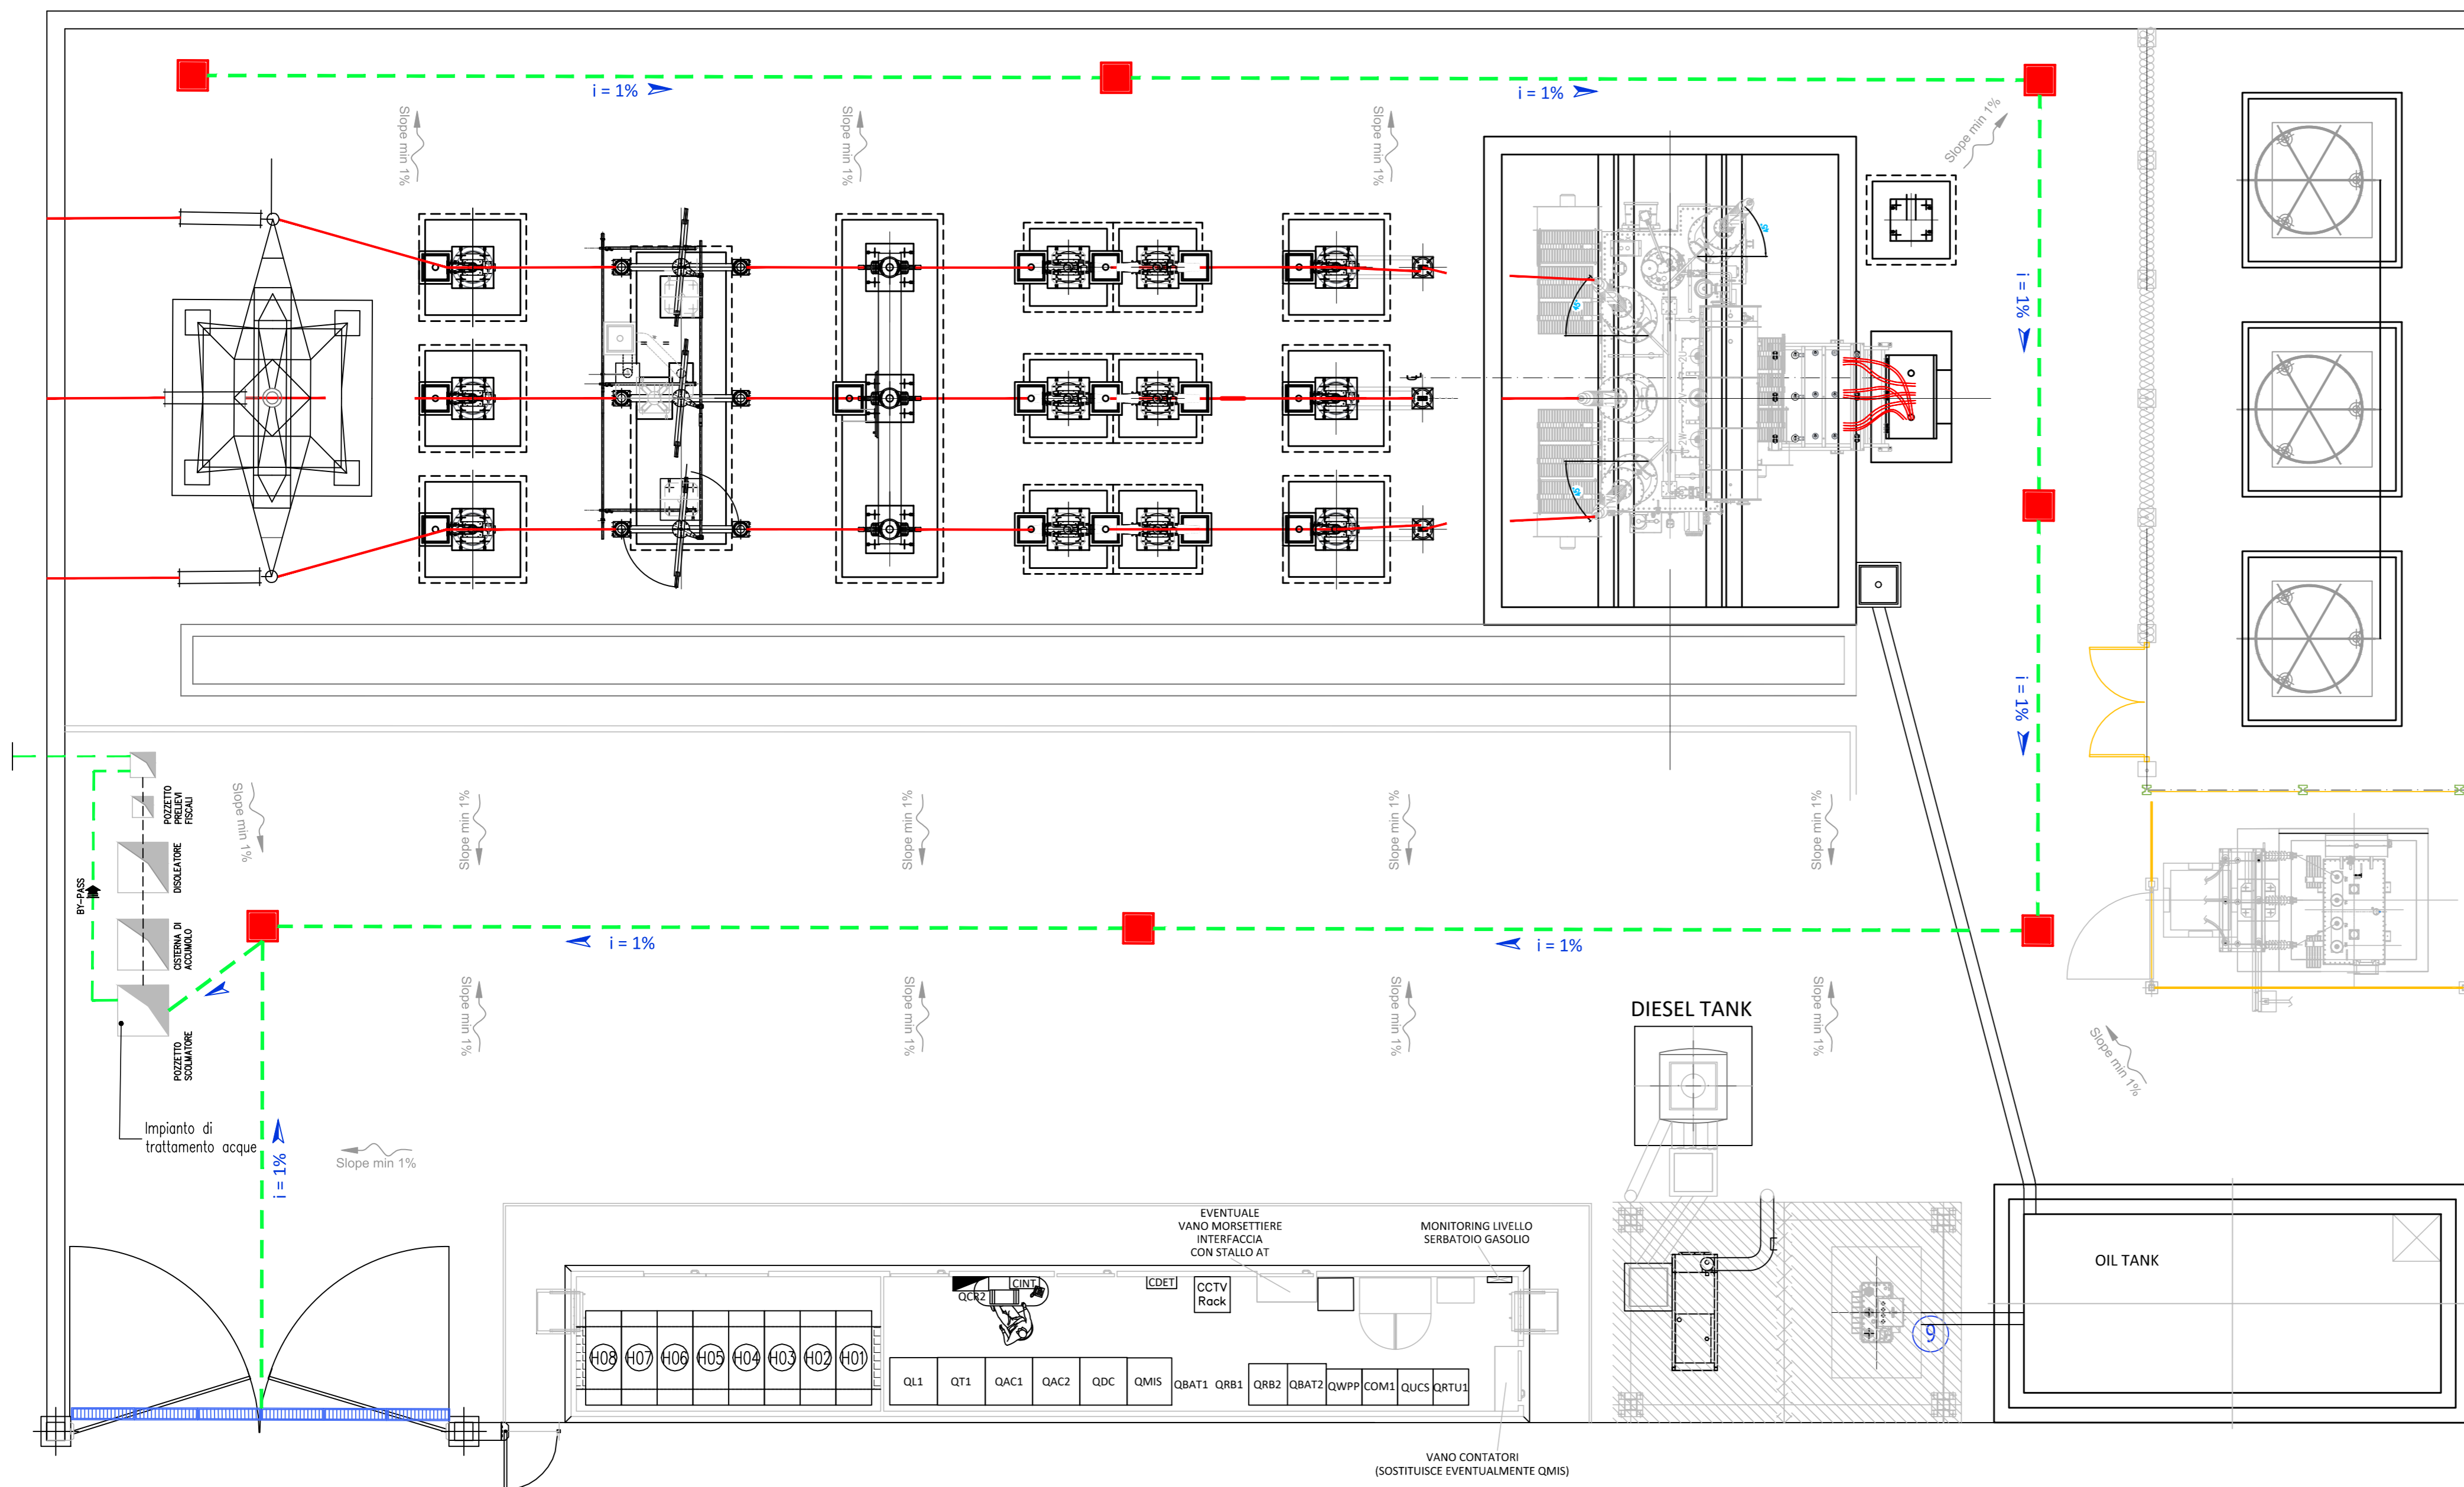 i = 1%
i = 1%
Slope min 1%
Slope min 1%
Slope min 1%
Slope min 1%
i = 1%
2U
2W
i = 1%
POZZETTO
PRELIEVI
FISCALI
DISOLEATORE
BY-PASS
CISTERNA DI
ACCUMOLO
POZZETTO
SCOLMATORE
Impianto di
trattamento acque
Slope min 1%
Slope min 1%
Slope min 1%
Slope min 1%
Slope min 1%
i = 1%
i = 1%
Slope min 1%
Slope min 1%
Slope min 1%
Slope min 1%
Slope min 1%
DIESEL TANK
i = 1%
Slope min 1%
EVENTUALE
VANO MORSETTIERE
INTERFACCIA
CON STALLO AT
MONITORING LIVELLO
SERBATOIO GASOLIO
OIL TANK
QCR2
CINT
CDET
CCTV
Rack
9
H08 H07 H06 H05 H04 H03 H02 H01
QL1 QT1 QAC1 QAC2 QDC QMIS QBAT1 QRB1 QRB2 QBAT2 QWPP COM1 QUCS QRTU1
VANO CONTATORI
(SOSTITUISCE EVENTUALMENTE QMIS)